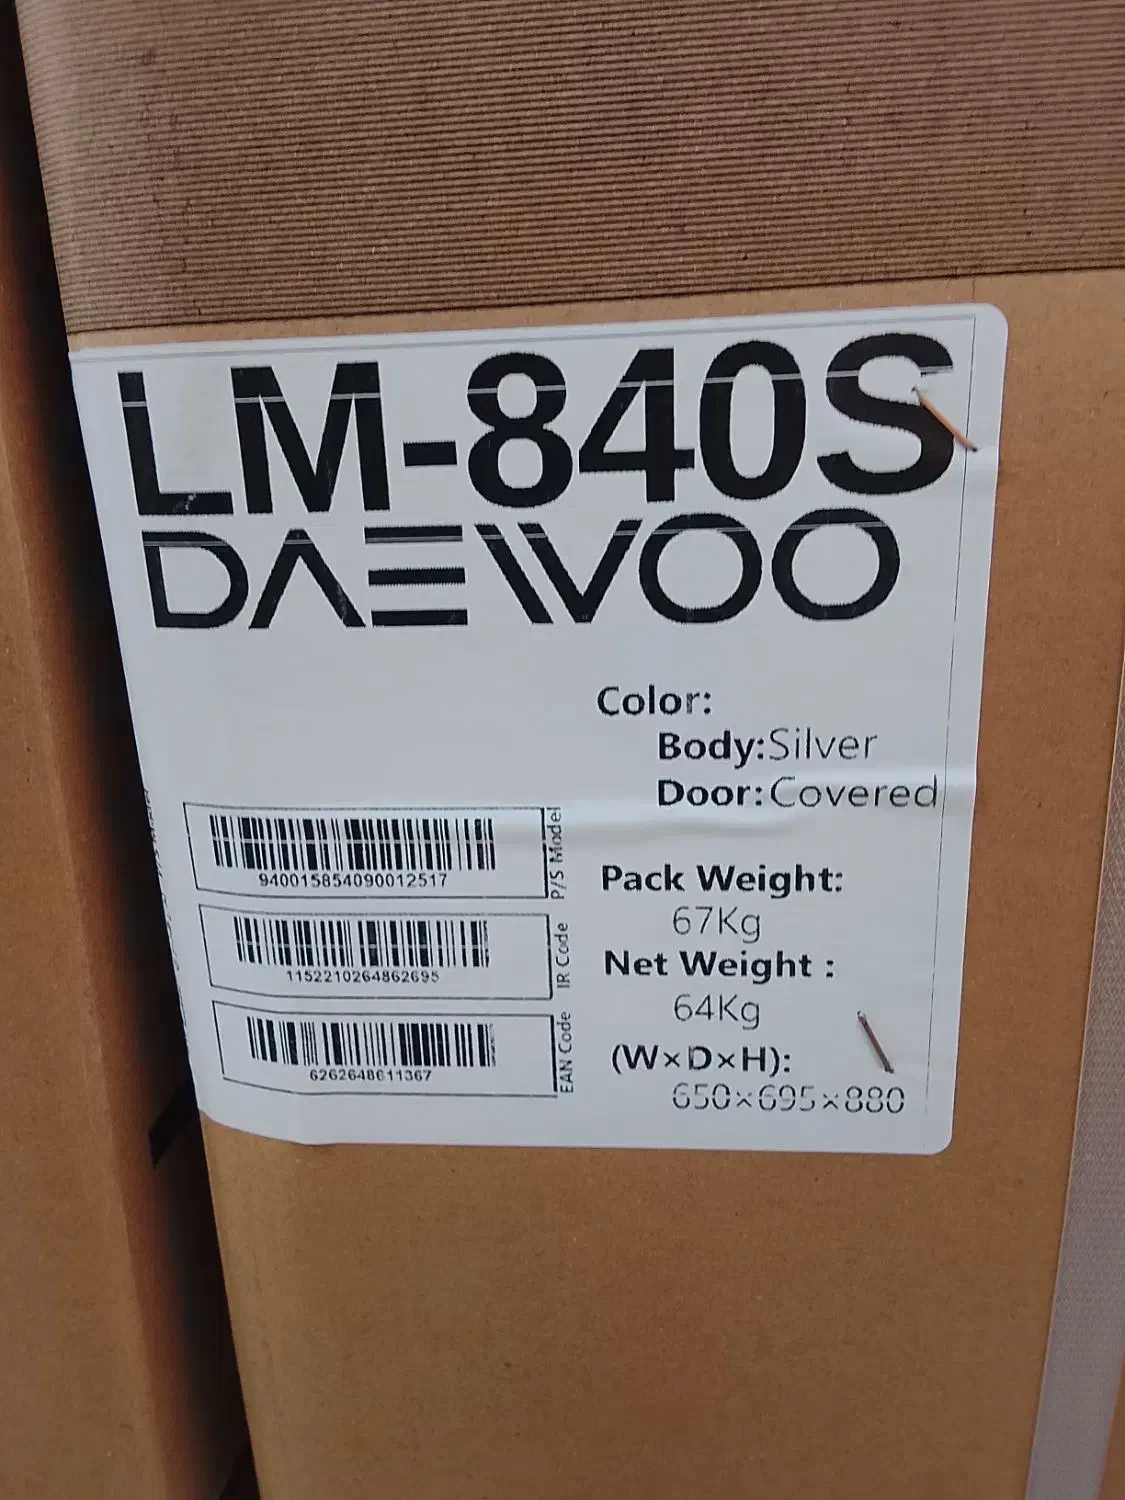 LM-840S
DAEWOO
Color:
Body:Silver
Door:Covered
940015854090012517
P/S Model
1152210264862695
IR Code
6262648611367
EAN Code
Pack Weight:
67Kg
Net Weight :
64Kg
(W×D×H):
650×695×880